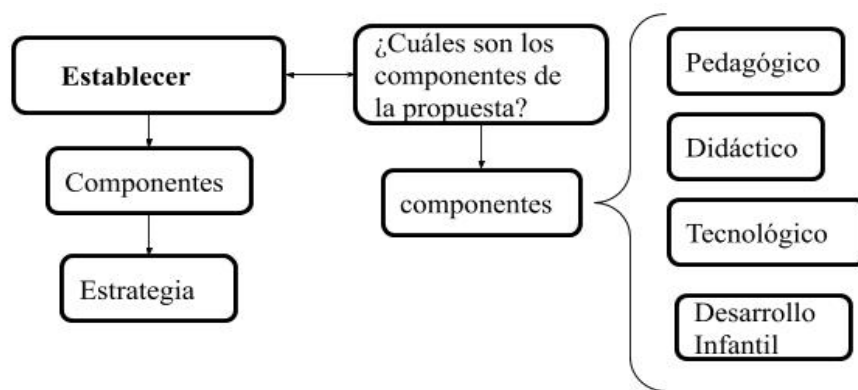 Establecer
¿Cuáles son los
componentes de
la propuesta?
Componentes
Estrategia
componentes
Pedagógico
Didáctico
Tecnológico
Desarrollo
Infantil